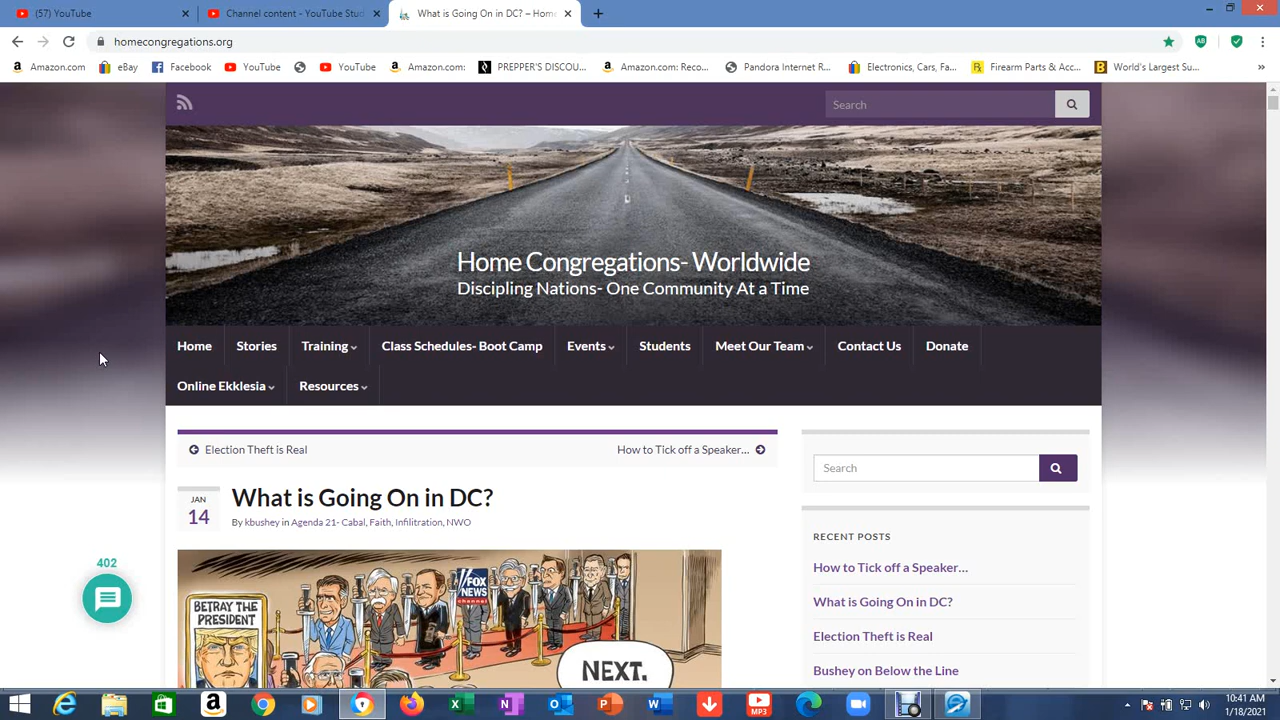 (57) YouTube
Channel content - YouTube Stud
What is Going On in DC? – Home
homecongregations.org
Amazon.com
eBay
Facebook
YouTube
YouTube
Amazon.com:
PREPPER'S DISCOU...
Amazon.com: Reco...
Pandora Internet R...
Electronics, Cars, Fa...
Firearm Parts & Acc...
World's Largest Su...
Search
Home Congregations- Worldwide
Discipling Nations- One Community At a Time
Home Stories Training Class Schedules- Boot Camp Events Students Meet Our Team Contact Us Donate
Online Ekklesia Resources
Election Theft is Real
How to Tick off a Speaker...
Search
JAN
14
What is Going On in DC?
By kbushey in Agenda 21- Cabal, Faith, Infilitration, NWO
RECENT POSTS
How to Tick off a Speaker...
What is Going On in DC?
Election Theft is Real
Bushey on Below the Line
402
BETRAY THE
PRESIDENT
FOX
NEWS
channel
NEXT.
MP3
10:41 AM
1/18/2021